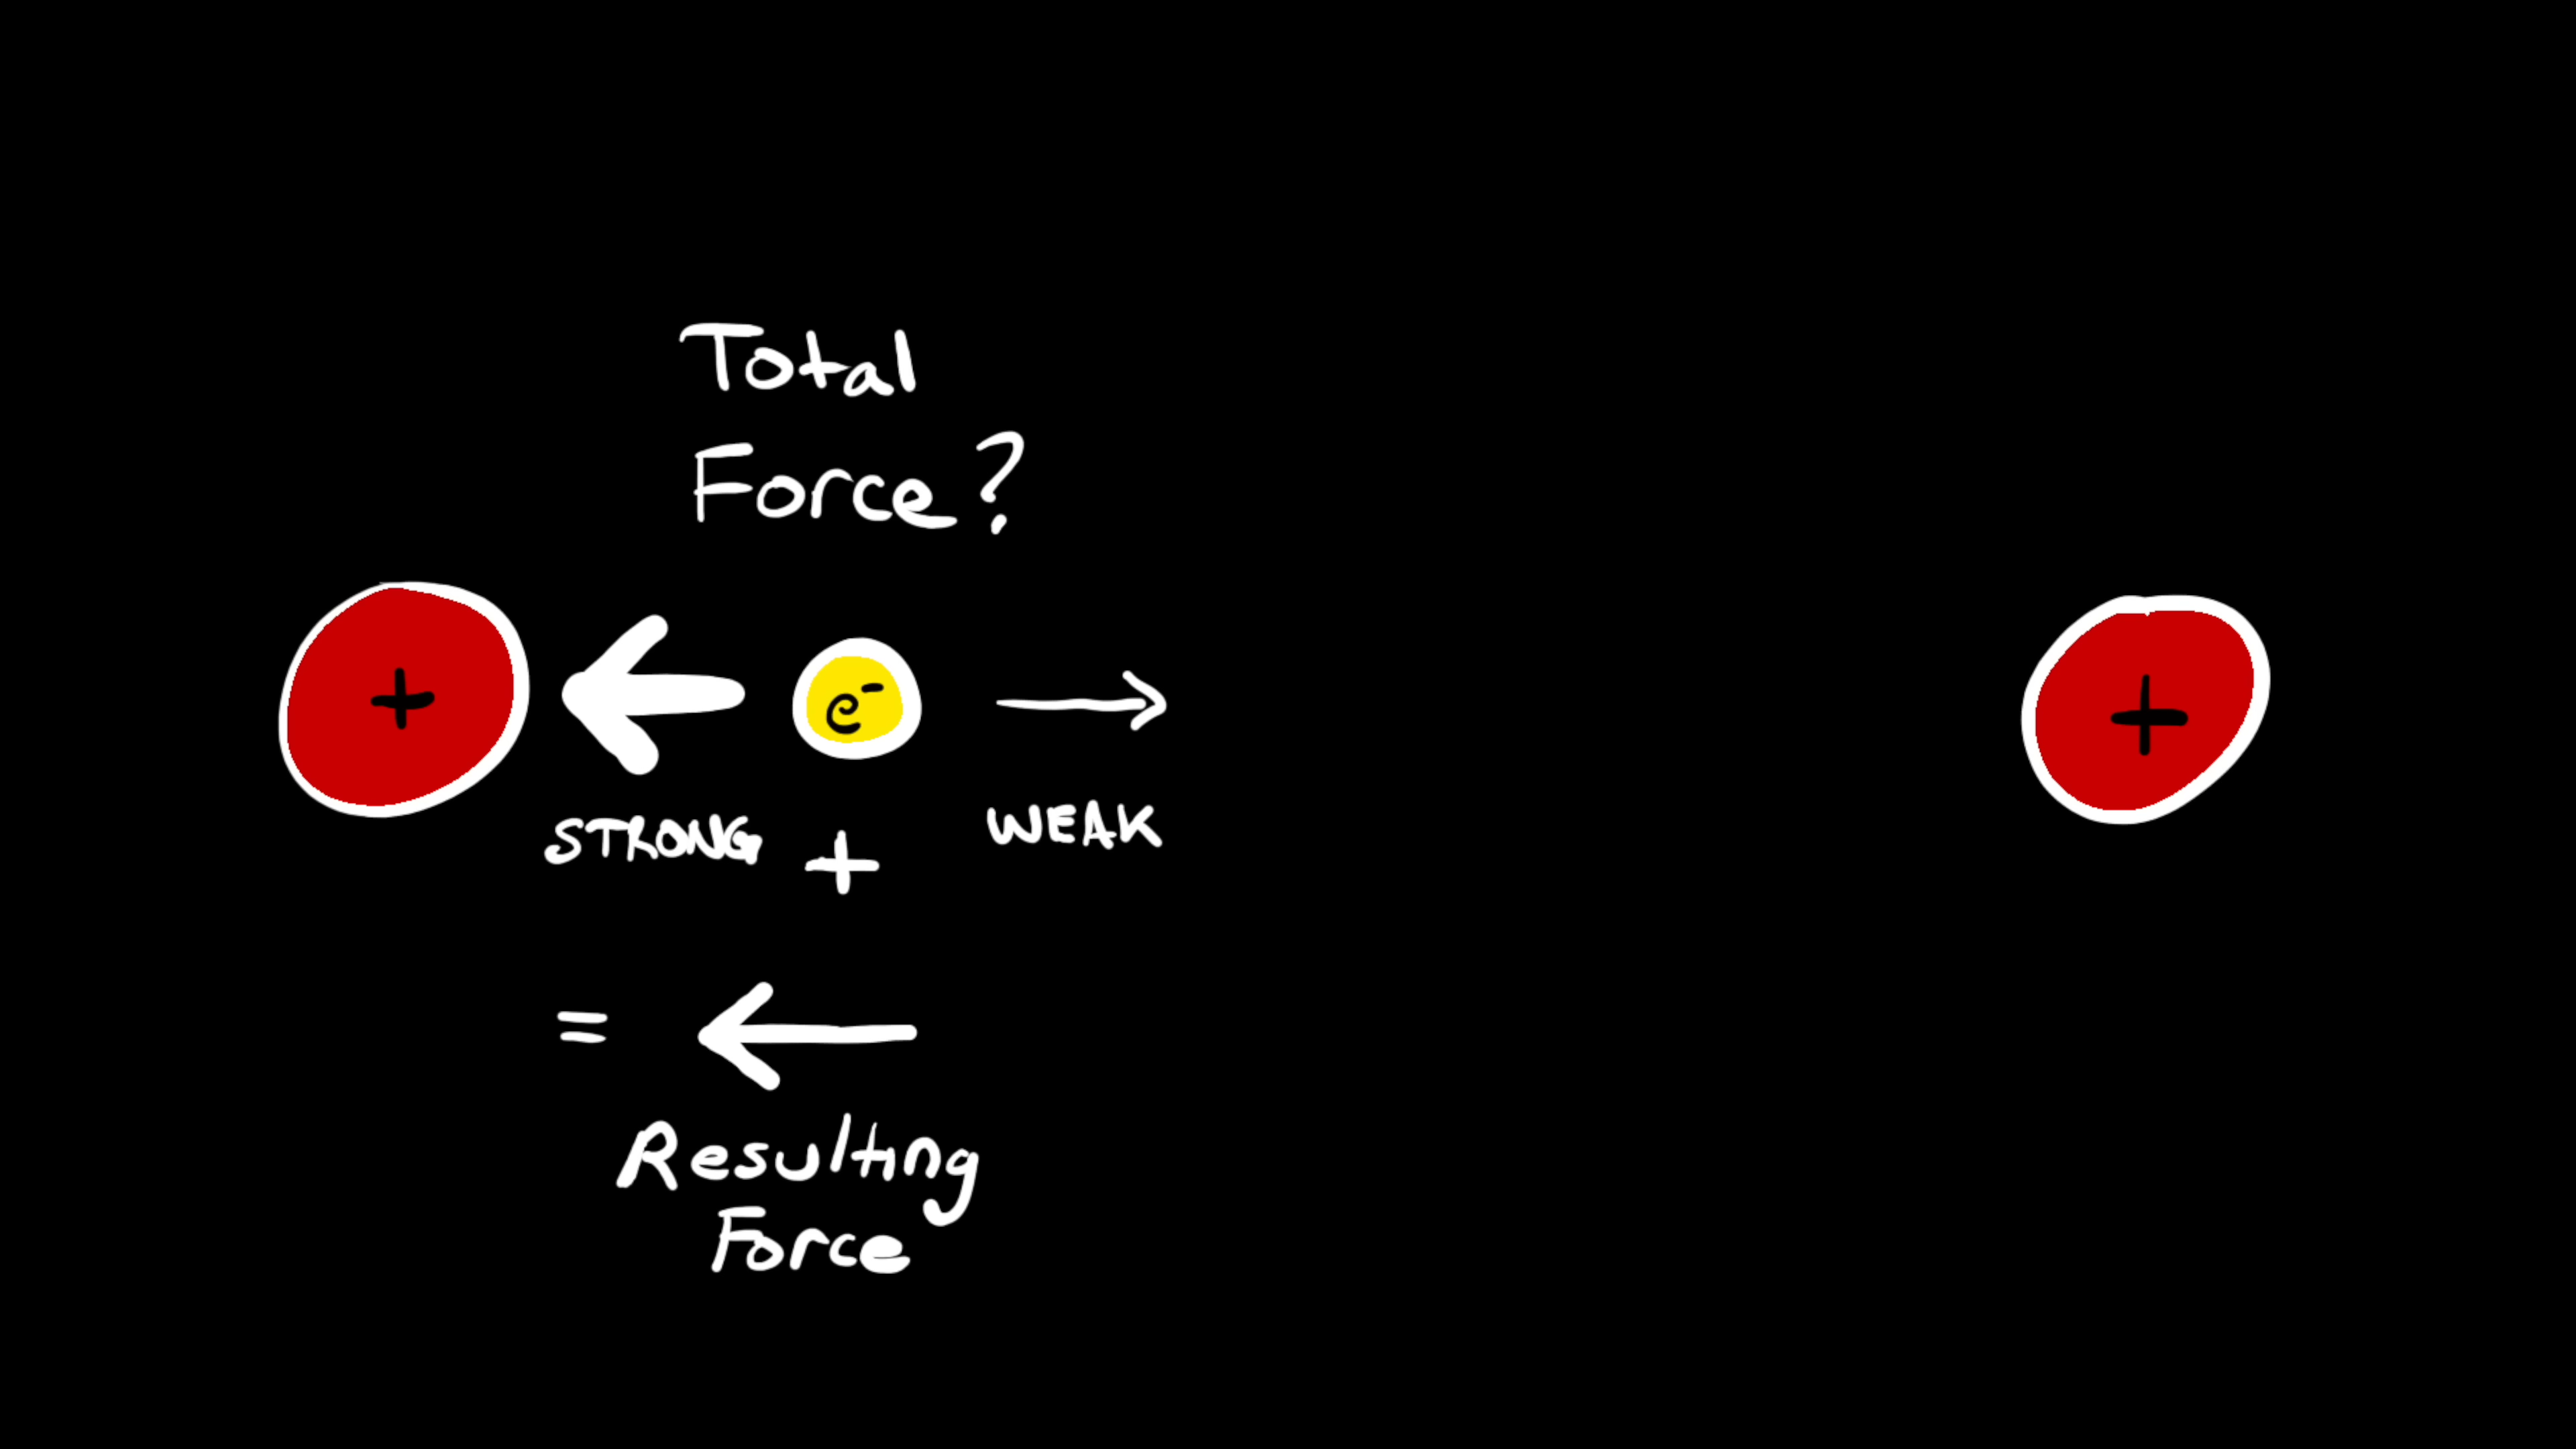 Total
Force?
+ e⁻ +
STRONG + WEAK
=
Resulting
Force